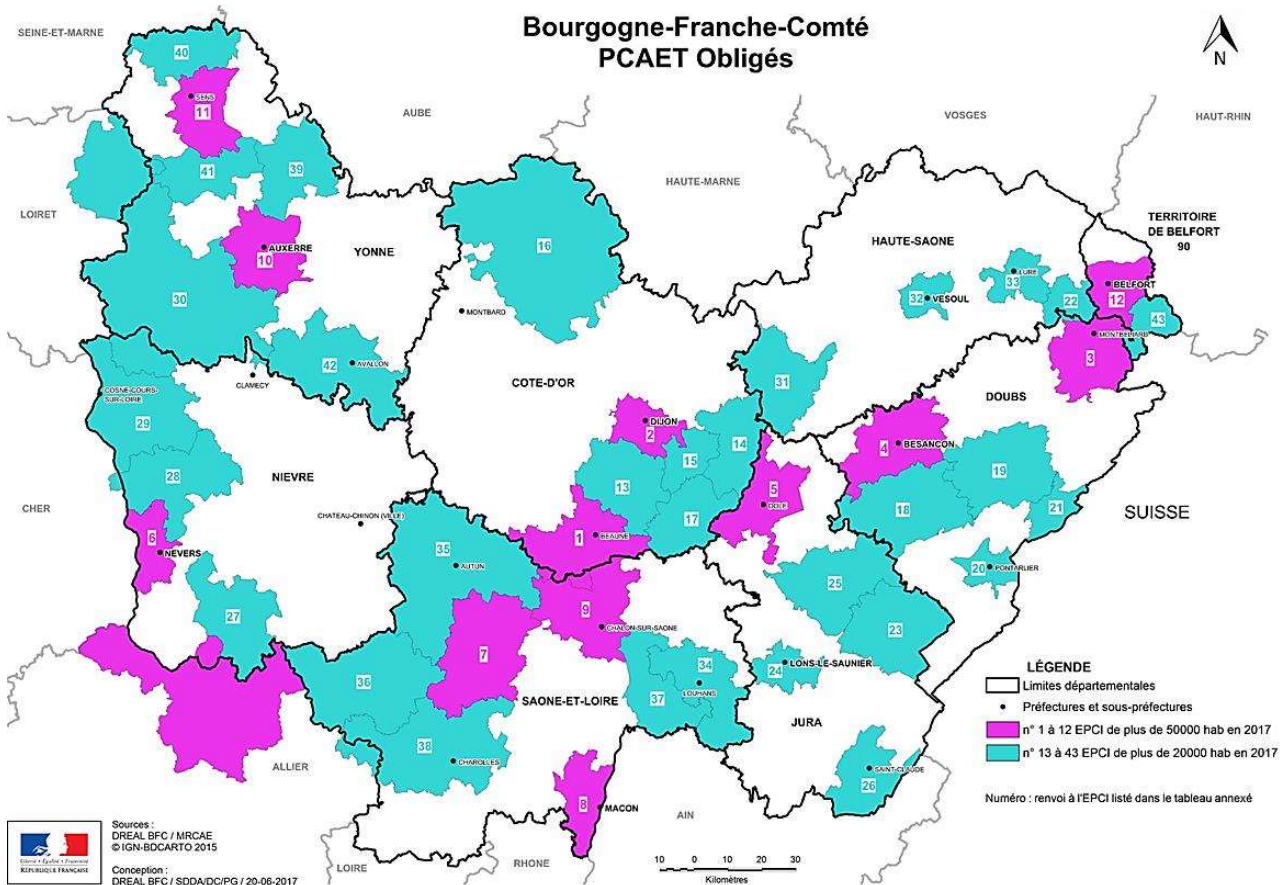 Bourgogne-Franche-Comté
PCAET Obligés
N
SEINE-ET-MARNE
40
SENS
11
AUBE
VOSGES
HAUT-RHIN
41
39
HAUTE-MARNE
LOIRET
TERRITOIRE
DE BELFORT
90
AUXERRE
10
YONNE
16
HAUTE-SAONE
30
LURE
33
32
VESOUL
22
BELFORT
12
43
MONTBARD
MONTBELIARD
3
42
AVALLON
CLAMECY
COTE-D'OR
31
DOUBS
COSNE-COURS-
SUR-LOIRE
29
DIJON
2
14
4
BESANÇON
15
28
NIEVRE
13
5
19
CHER
DOLE
17
18
21
SUISSE
CHATEAU-CHINON (VILLE)
6
NEVERS
1
BEAUNE
35
AUTUN
20
PONTARLIER
25
27
9
CHALON-SUR-SAONE
23
7
34
LONS-LE-SAUNIER
24
36
LOUHANS
37
SAONE-ET-LOIRE
JURA
38
CHAROLLES
ALLIER
SAINT-CLAUDE
26
8
MACON
AIN
LOIRE
RHONE
LÉGENDE
Limites départementales
Préfectures et sous-préfectures
n° 1 à 12 EPCI de plus de 50000 hab en 2017
n° 13 à 43 EPCI de plus de 20000 hab en 2017
Numéro : renvoi à l'EPCI listé dans le tableau annexé
10 0 10 20 30
Kilomètres
Liberté • Égalité • Fraternité
RÉPUBLIQUE FRANÇAISE
Sources :
DREAL BFC / MRCAE
© IGN-BDCARTO 2015
Conception :
DREAL BFC / SDDA/DC/PG / 20-06-2017